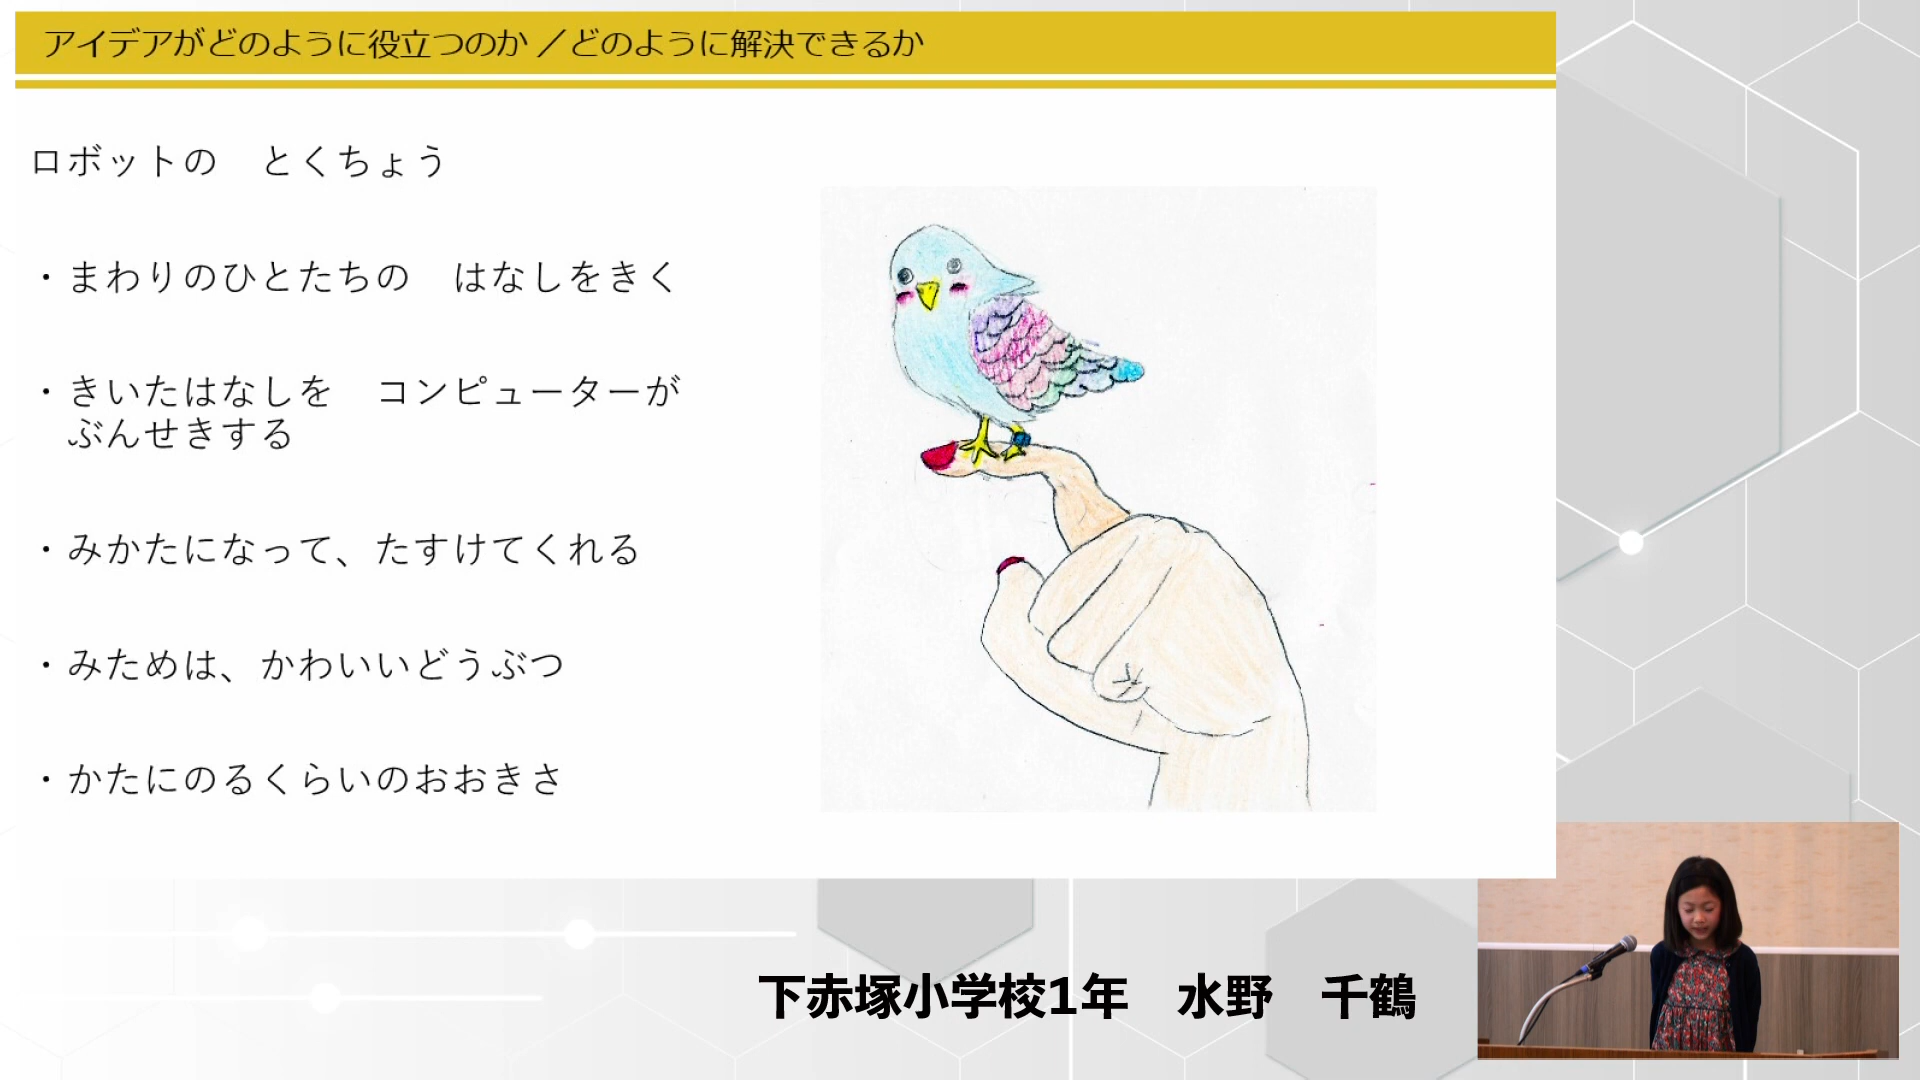 アイデアがどのように役立つのか／どのように解決できるか
ロボットの　とくちょう
・まわりのひとたちの　はなしをきく
・きいたはなしを　コンピューターが
ぶんせきする
・みかたになって、たすけてくれる
・みためは、かわいいどうぶつ
・かたにのるくらいのおおきさ
下赤塚小学校1年　水野　千鶴